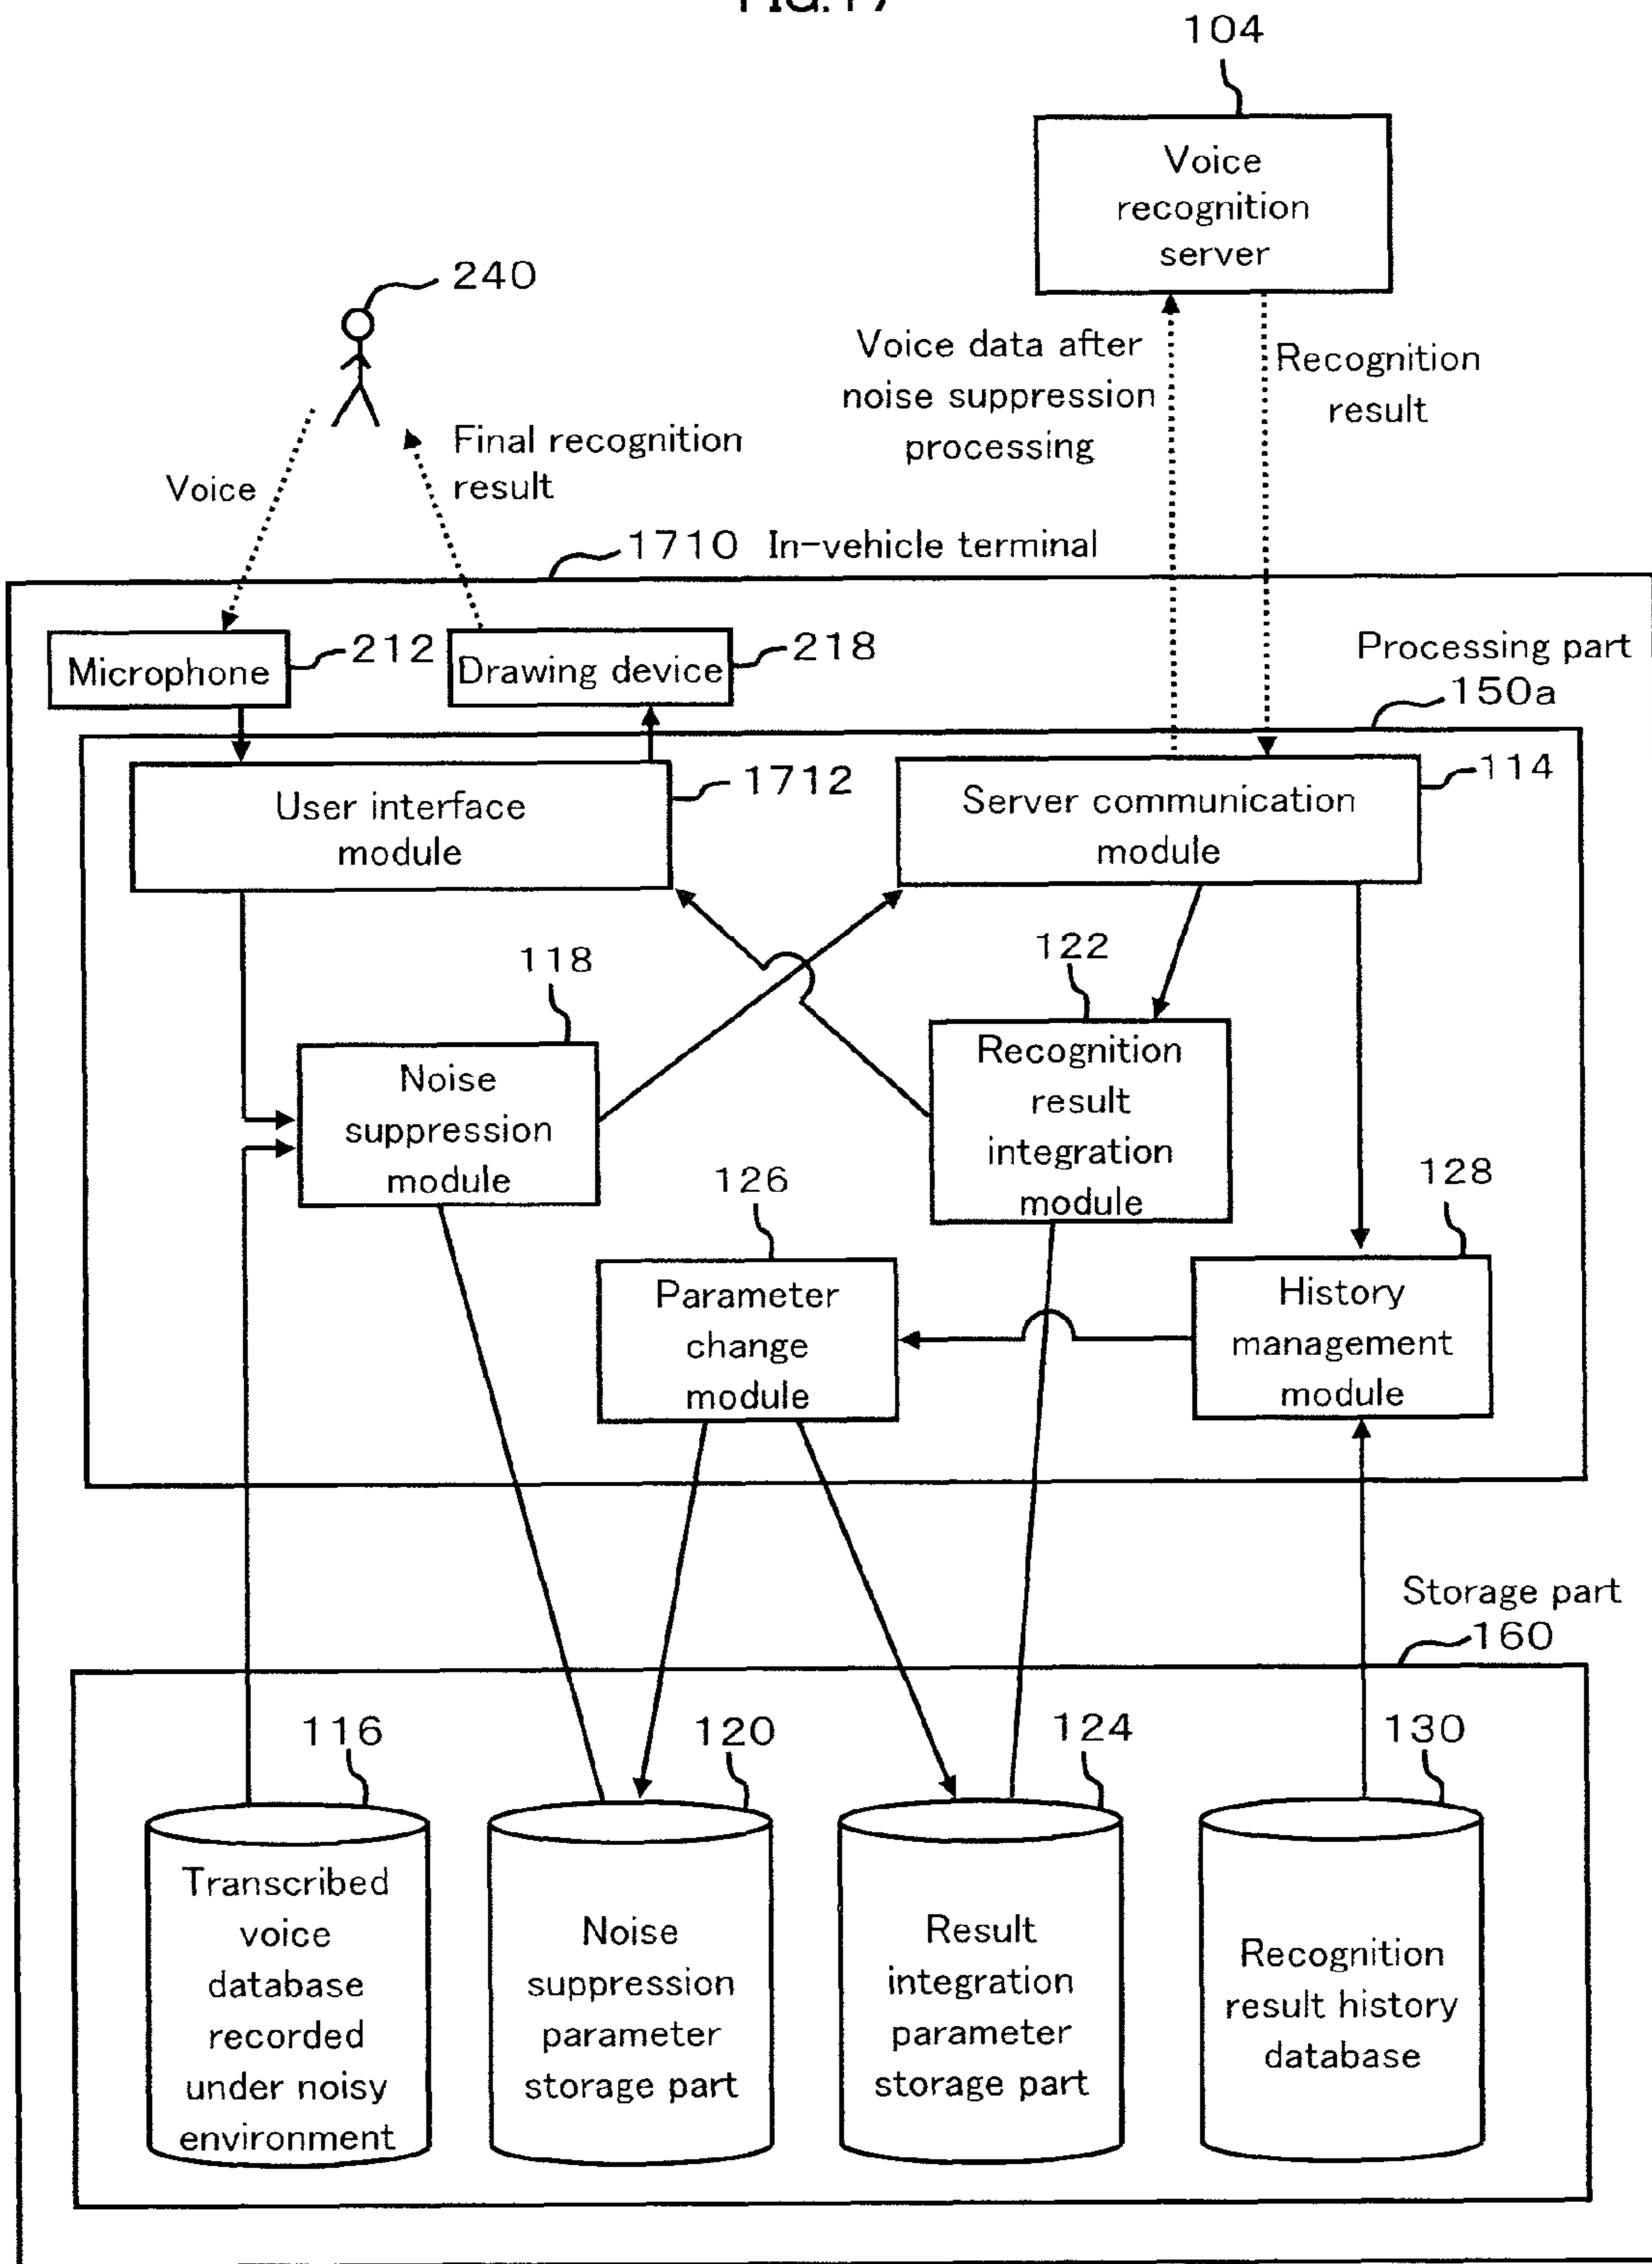 FIG.17
104
Voice
recognition
server
240
Voice data after
noise suppression
processing
Recognition
result
Final recognition
result
Voice
1710 In-vehicle terminal
Microphone
212
Drawing device
218
Processing part
150a
User interface
module
1712
Server communication
module
114
118
122
Noise
suppression
module
Recognition
result
integration
module
126
128
Parameter
change
module
History
management
module
Storage part
160
116
120
124
130
Transcribed
voice
database
recorded
under noisy
environment
Noise
suppression
parameter
storage part
Result
integration
parameter
storage part
Recognition
result history
database